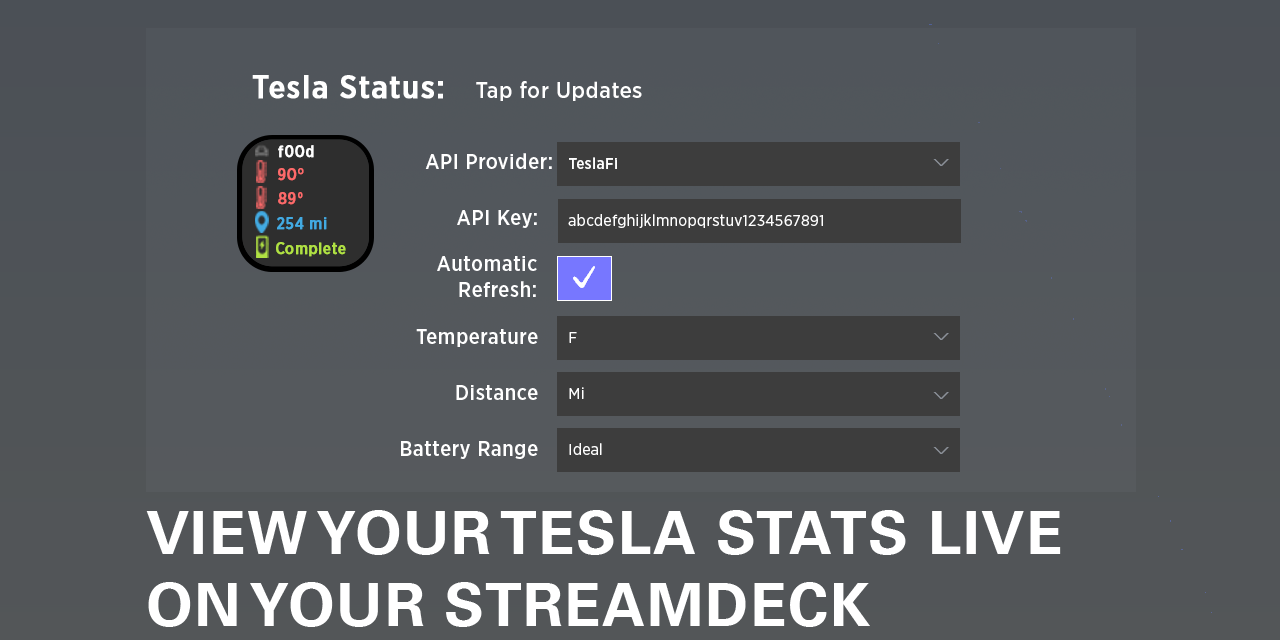 Tesla Status: Tap for Updates
f00d
90°
89°
254 mi
Complete
API Provider: TeslaFI
API Key: abcdefghijklmnopqrstuv1234567891
Automatic
Refresh:
Temperature F
Distance Mi
Battery Range Ideal
VIEW YOUR TESLA STATS LIVE
ON YOUR STREAMDECK